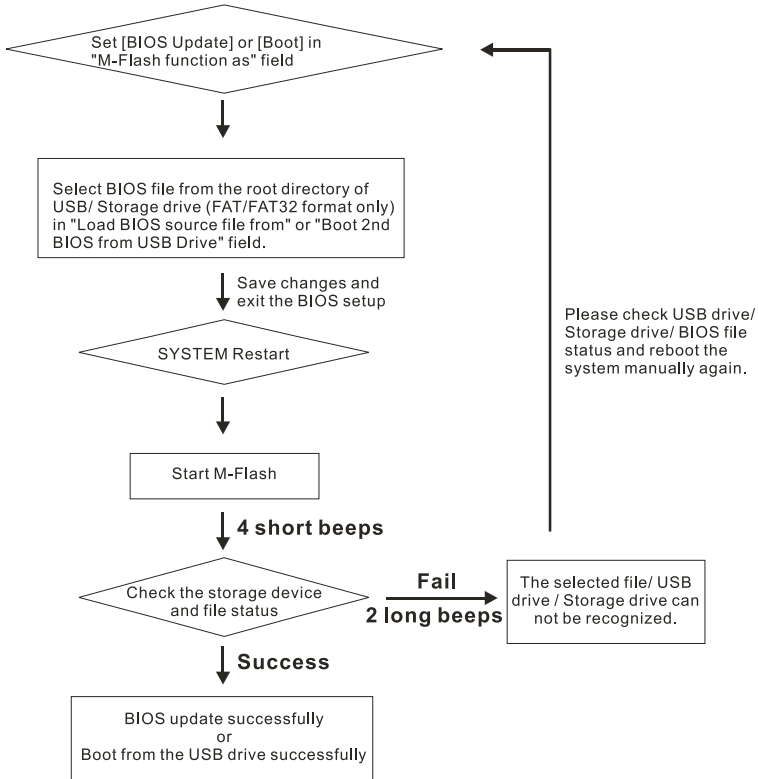 Set [BIOS Update] or [Boot] in
"M-Flash function as" field
Select BIOS file from the root directory of
USB/ Storage drive (FAT/FAT32 format only)
in "Load BIOS source file from" or "Boot 2nd
BIOS from USB Drive" field.
Save changes and
exit the BIOS setup
SYSTEM Restart
Start M-Flash
4 short beeps
Check the storage device
and file status
Fail
2 long beeps
The selected file/ USB
drive / Storage drive can
not be recognized.
Please check USB drive/
Storage drive/ BIOS file
status and reboot the
system manually again.
Success
BIOS update successfully
or
Boot from the USB drive successfully